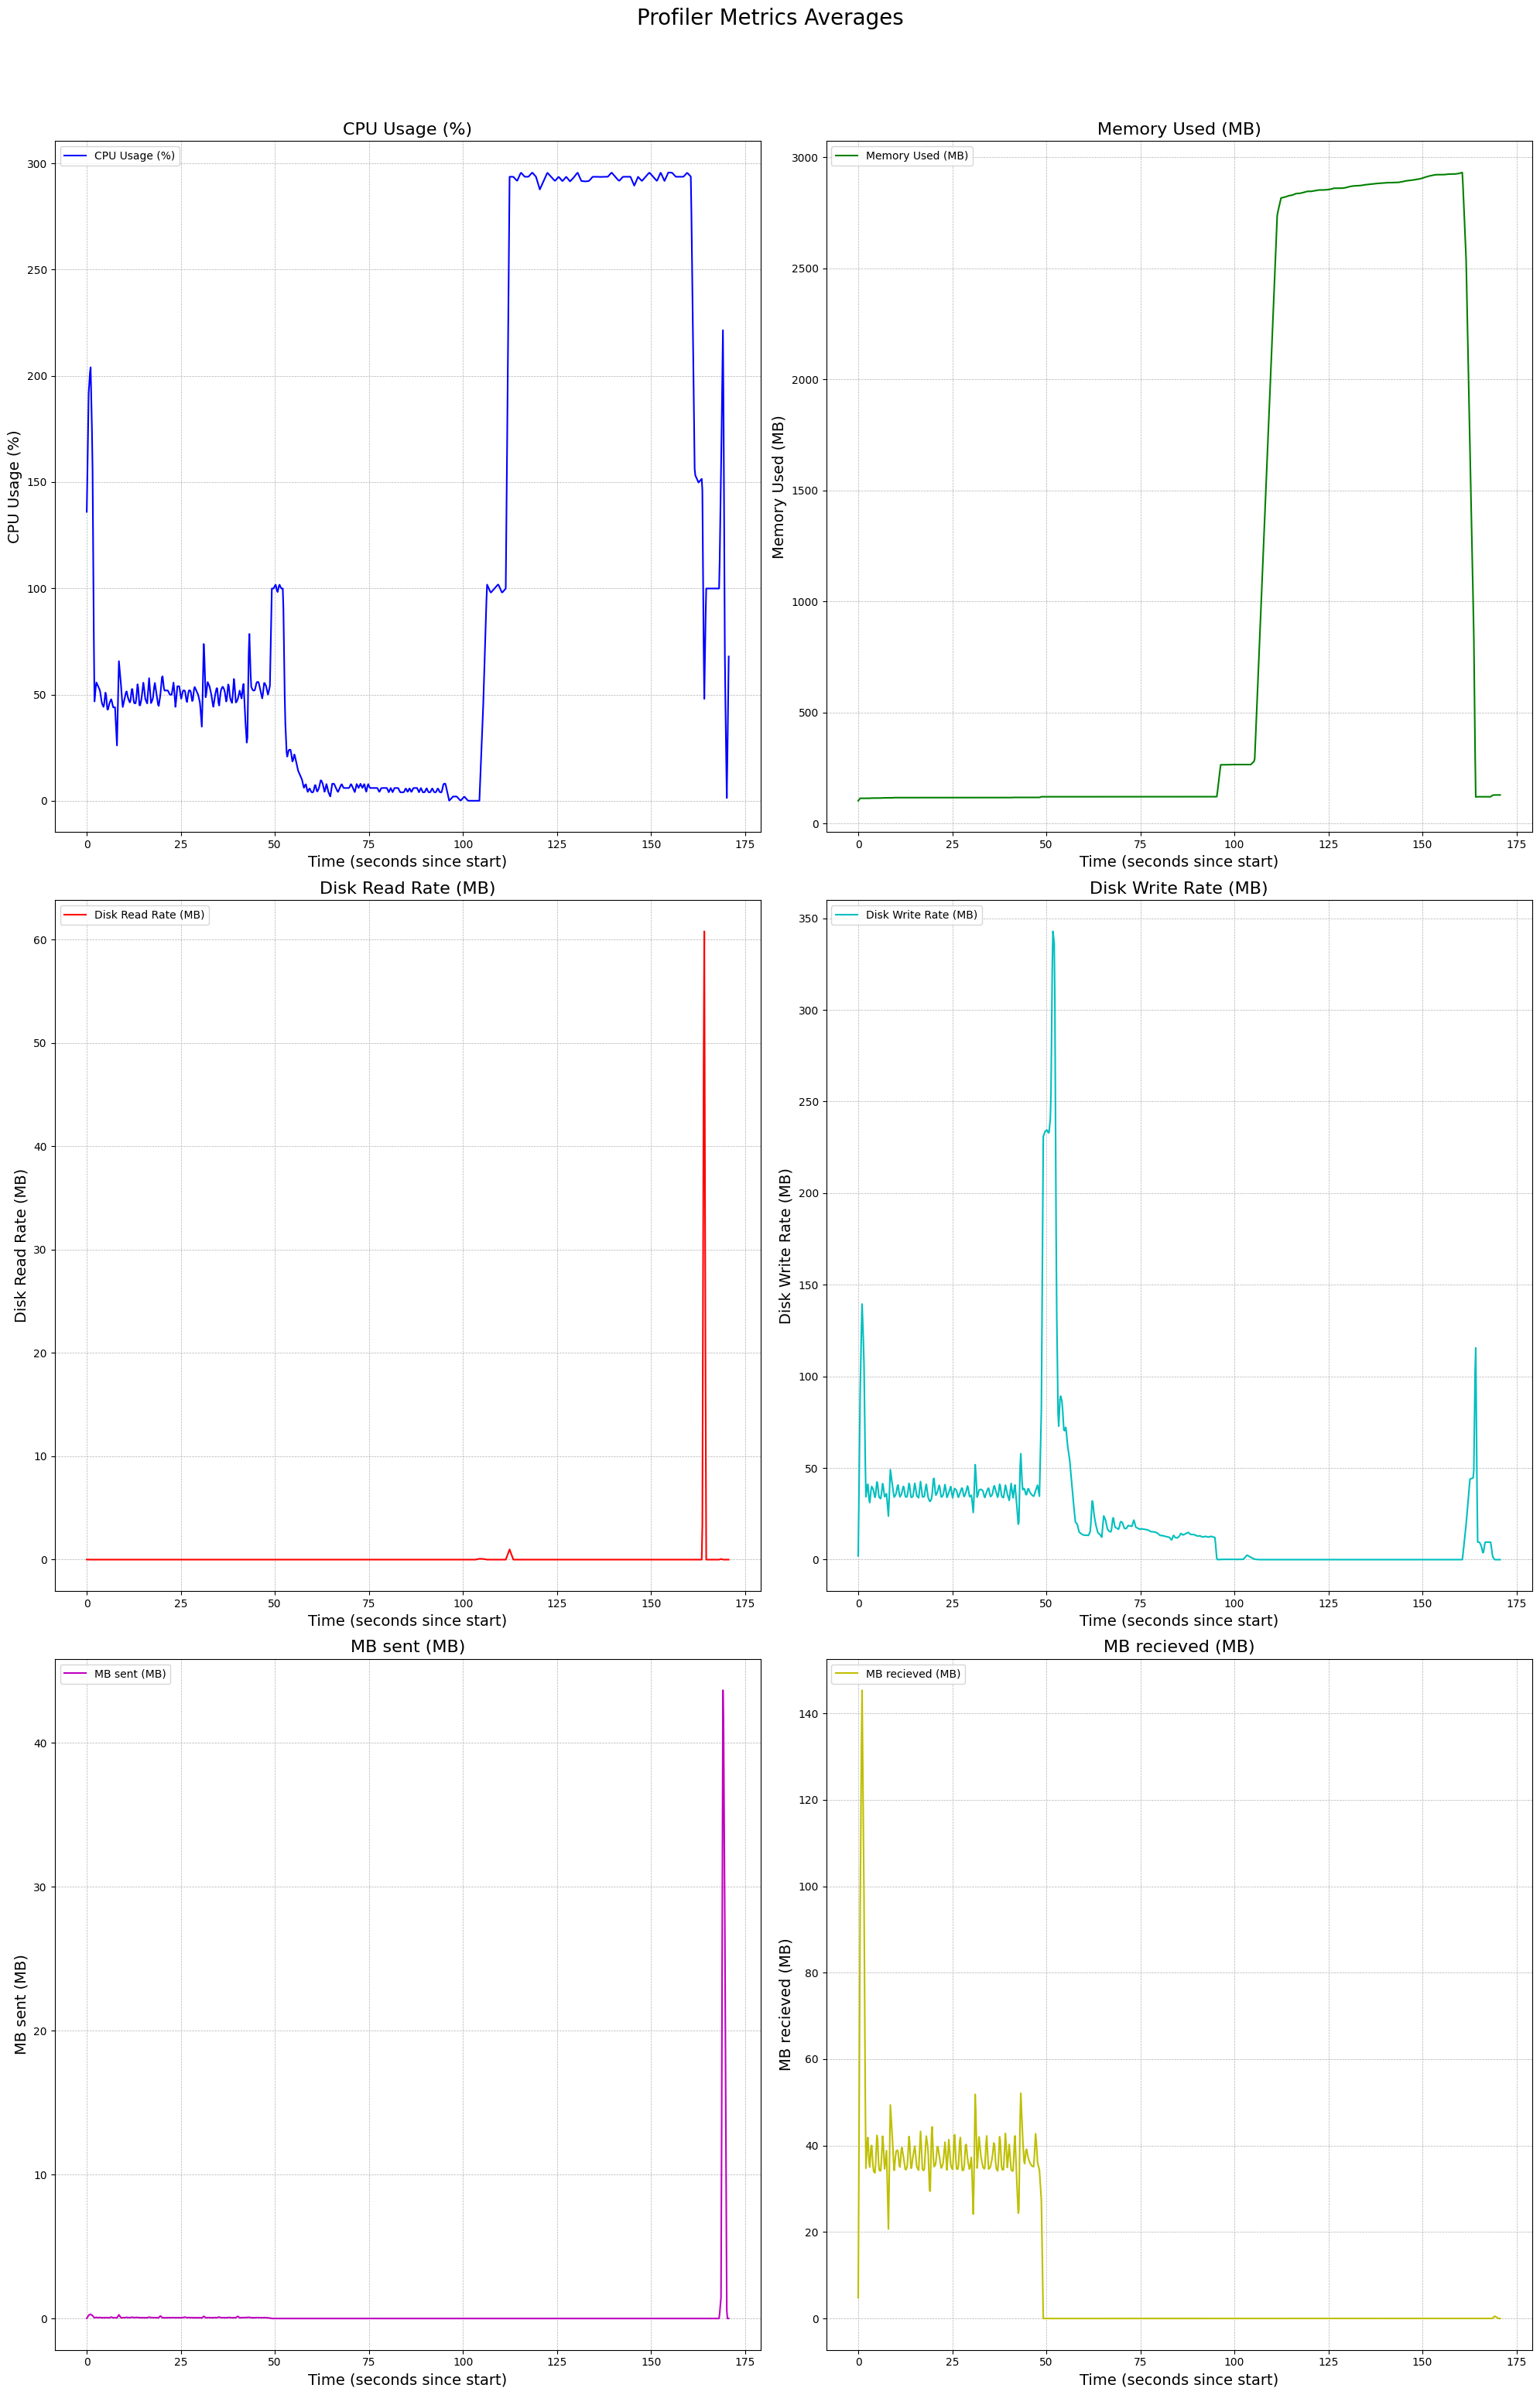 Profiler Metrics Averages
CPU Usage (%)
CPU Usage (%)
CPU Usage (%)
300
250
200
150
100
50
0
0 25 50 75 100 125 150 175
Time (seconds since start)
Memory Used (MB)
Memory Used (MB)
Memory Used (MB)
3000
2500
2000
1500
1000
500
0
0 25 50 75 100 125 150 175
Time (seconds since start)
Disk Read Rate (MB)
Disk Read Rate (MB)
Disk Read Rate (MB)
60
50
40
30
20
10
0
0 25 50 75 100 125 150 175
Time (seconds since start)
Disk Write Rate (MB)
Disk Write Rate (MB)
Disk Write Rate (MB)
350
300
250
200
150
100
50
0
0 25 50 75 100 125 150 175
Time (seconds since start)
MB sent (MB)
MB sent (MB)
MB sent (MB)
40
30
20
10
0
0 25 50 75 100 125 150 175
Time (seconds since start)
MB recieved (MB)
MB recieved (MB)
MB recieved (MB)
140
120
100
80
60
40
20
0
0 25 50 75 100 125 150 175
Time (seconds since start)